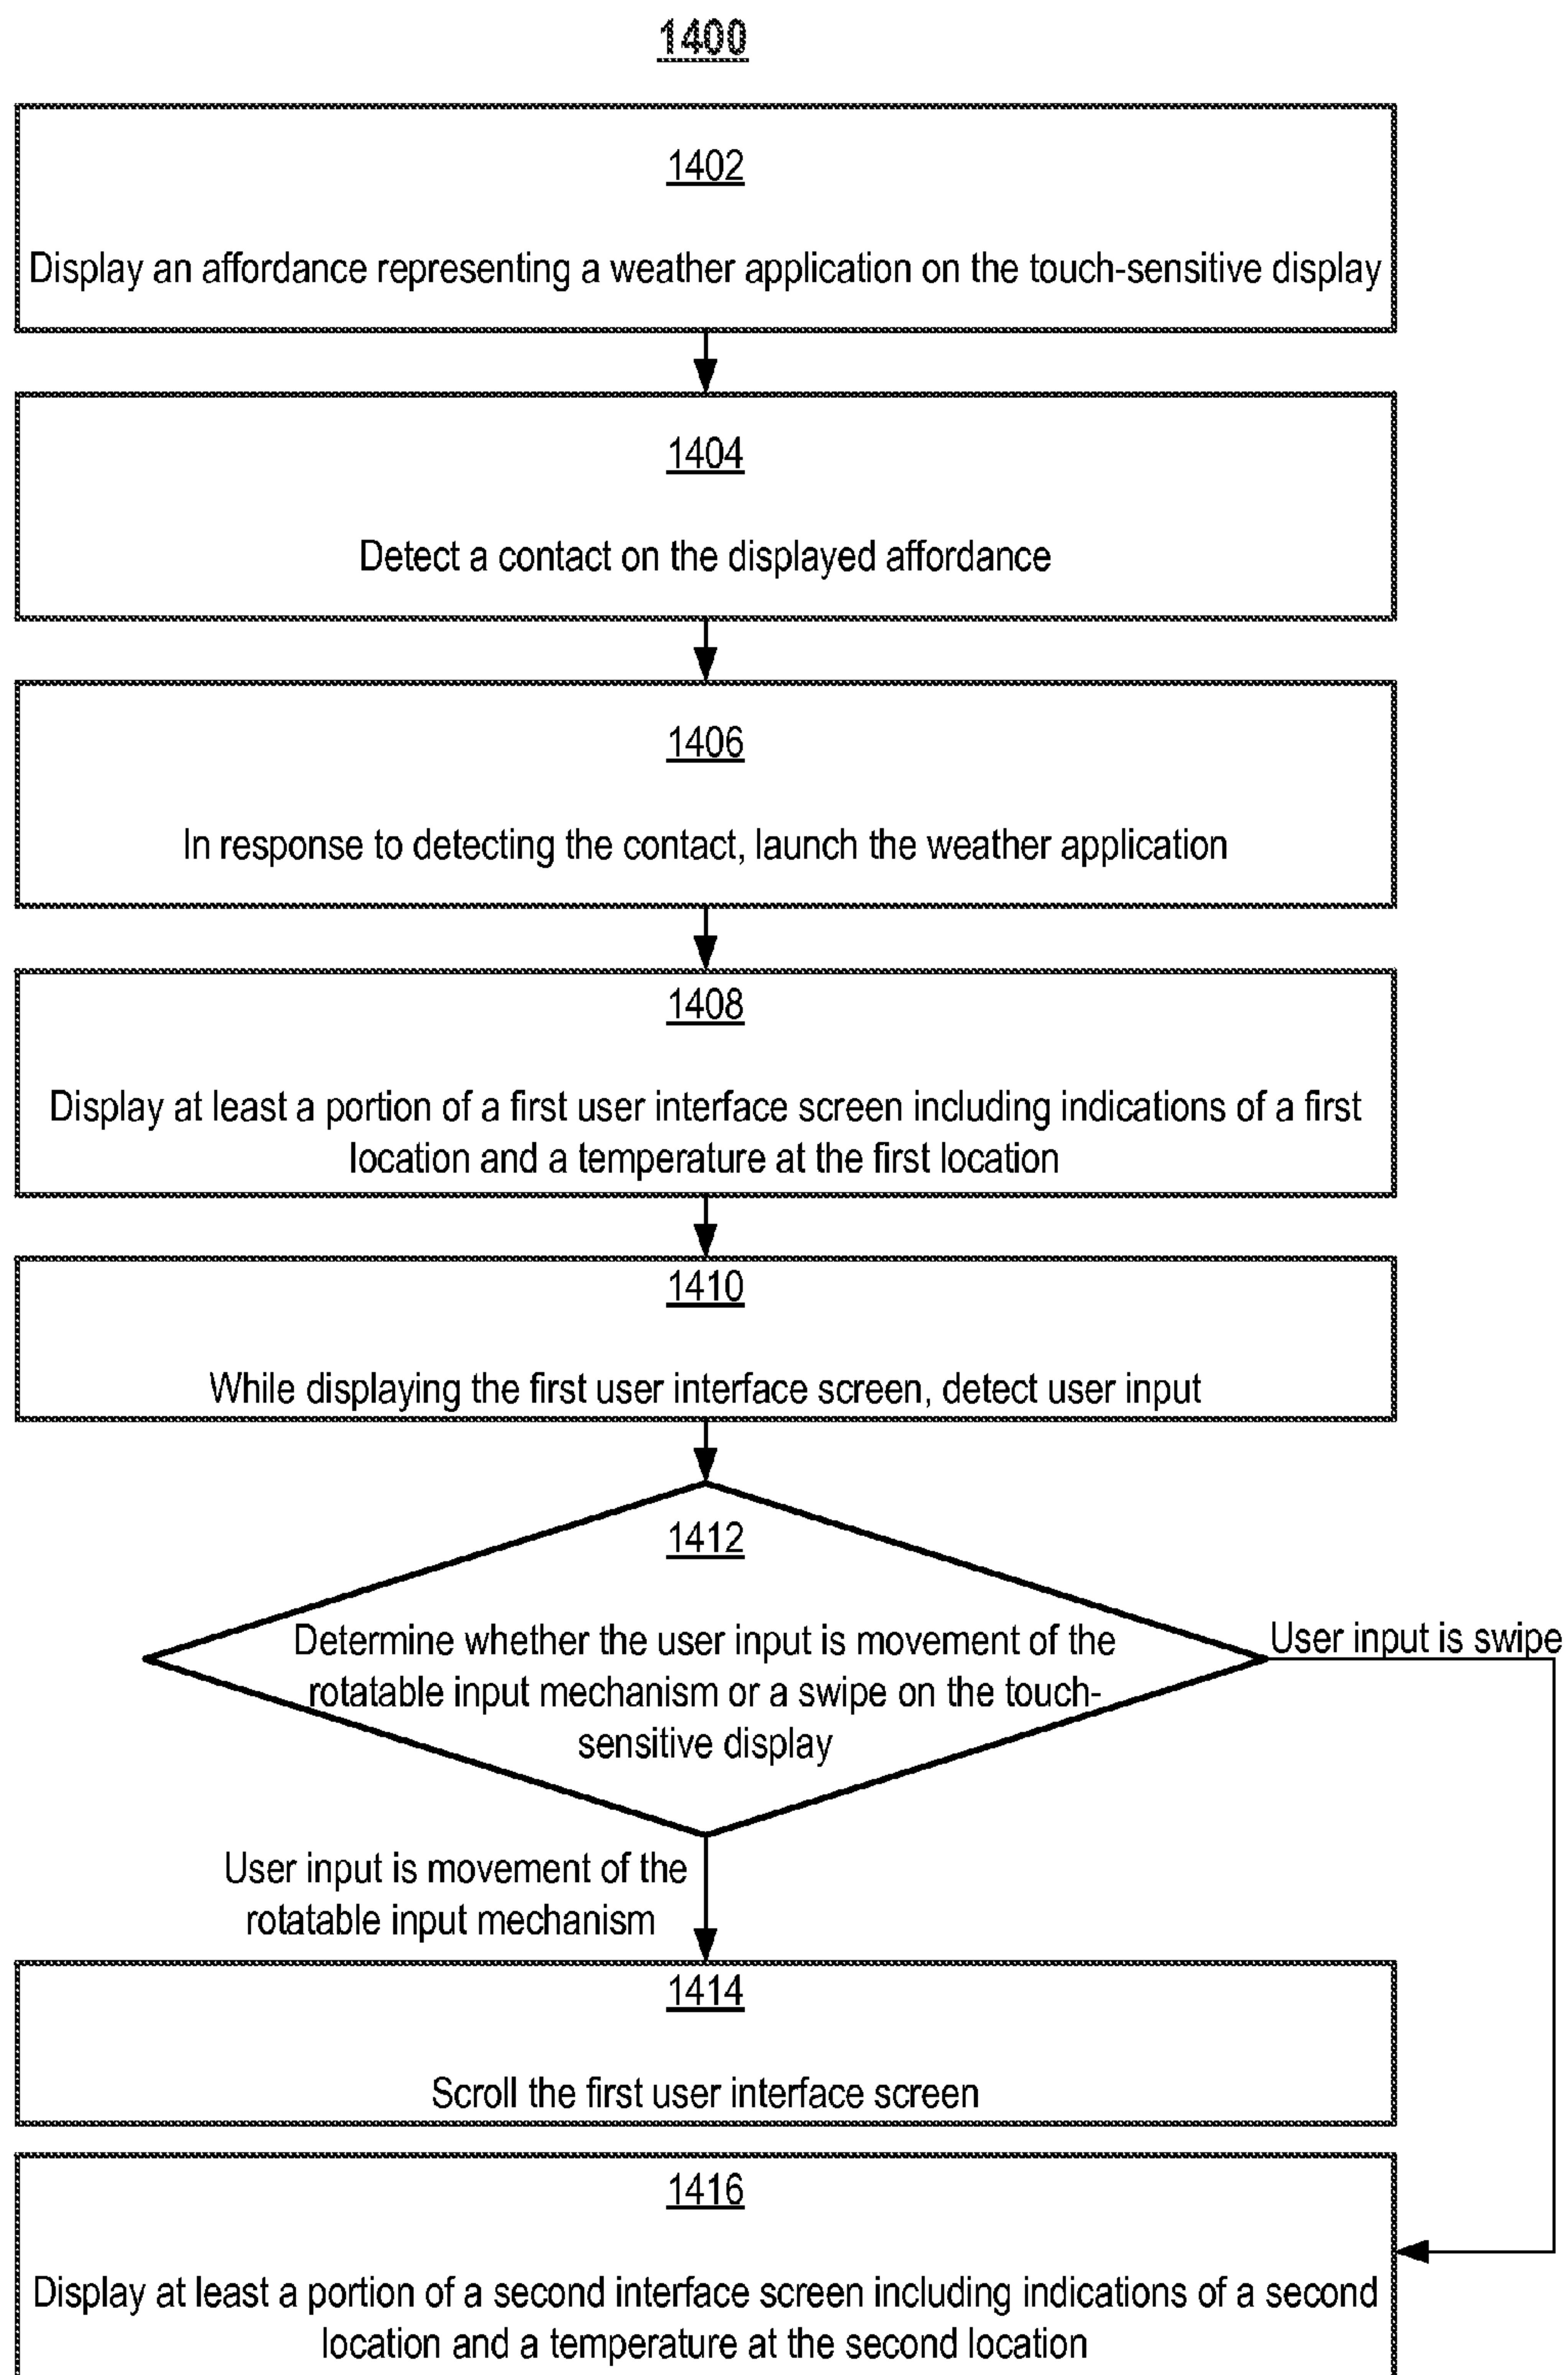 1400
1402
Display an affordance representing a weather application on the touch-sensitive display
1404
Detect a contact on the displayed affordance
1406
In response to detecting the contact, launch the weather application
1408
Display at least a portion of a first user interface screen including indications of a first
location and a temperature at the first location
1410
While displaying the first user interface screen, detect user input
1412
Determine whether the user input is movement of the
rotatable input mechanism or a swipe on the touch-
sensitive display
User input is swipe
User input is movement of the
rotatable input mechanism
1414
Scroll the first user interface screen
1416
Display at least a portion of a second interface screen including indications of a second
location and a temperature at the second location